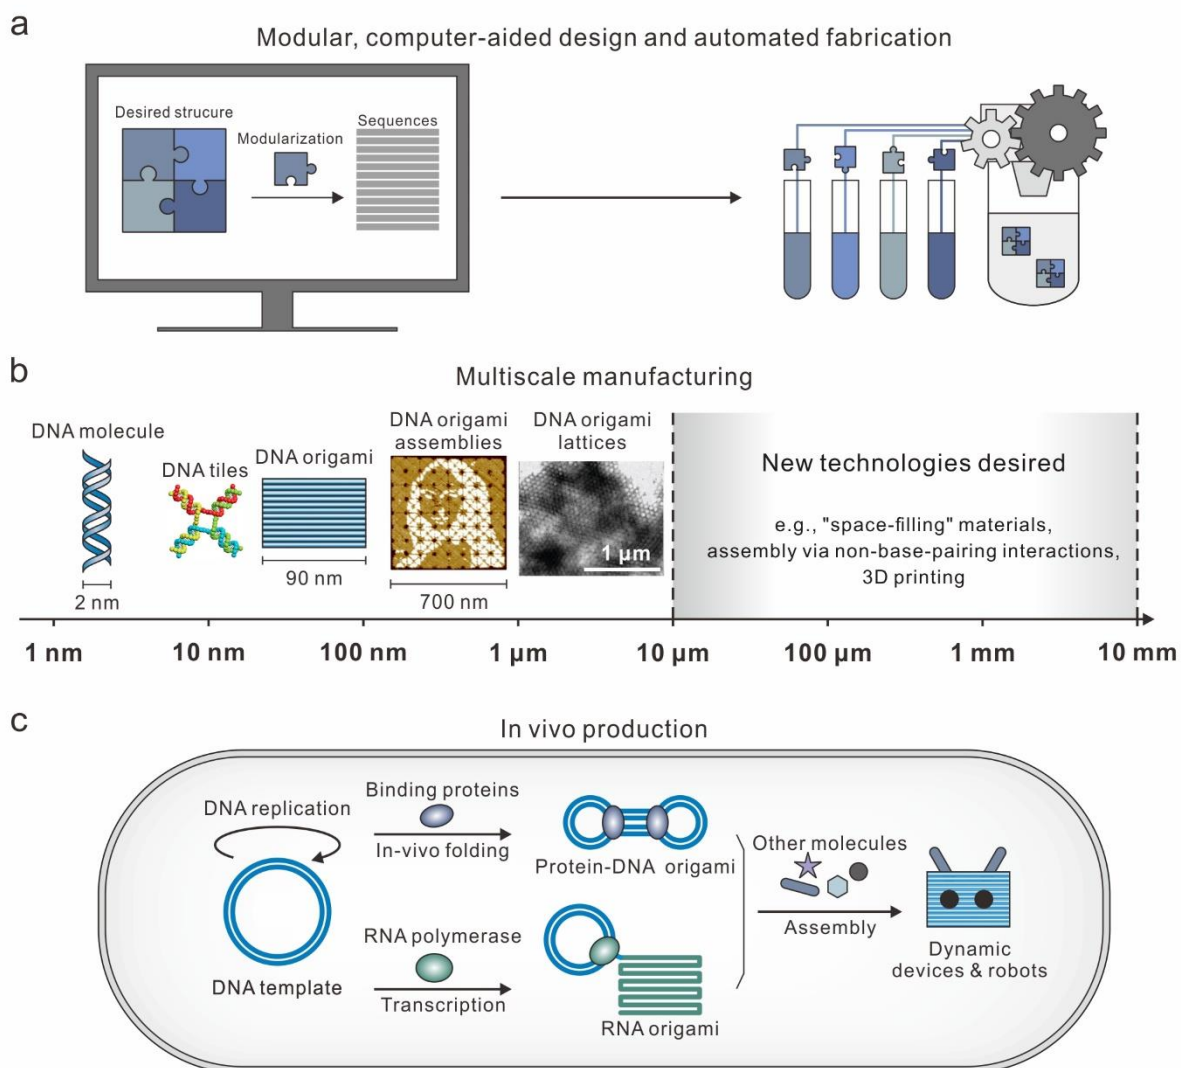 a
Modular, computer-aided design and automated fabrication
Desired strucure
Modularization
Sequences
b
Multiscale manufacturing
DNA molecule
2 nm
DNA tiles
DNA origami
90 nm
DNA origami
assemblies
700 nm
DNA origami
lattices
1 µm
New technologies desired
e.g., "space-filling" materials,
assembly via non-base-pairing interactions,
3D printing
1 nm
10 nm
100 nm
1 µm
10 µm
100 µm
1 mm
10 mm
c
In vivo production
DNA replication
DNA template
Binding proteins
In-vivo folding
Protein-DNA origami
RNA polymerase
Transcription
RNA origami
Other molecules
Assembly
Dynamic
devices & robots